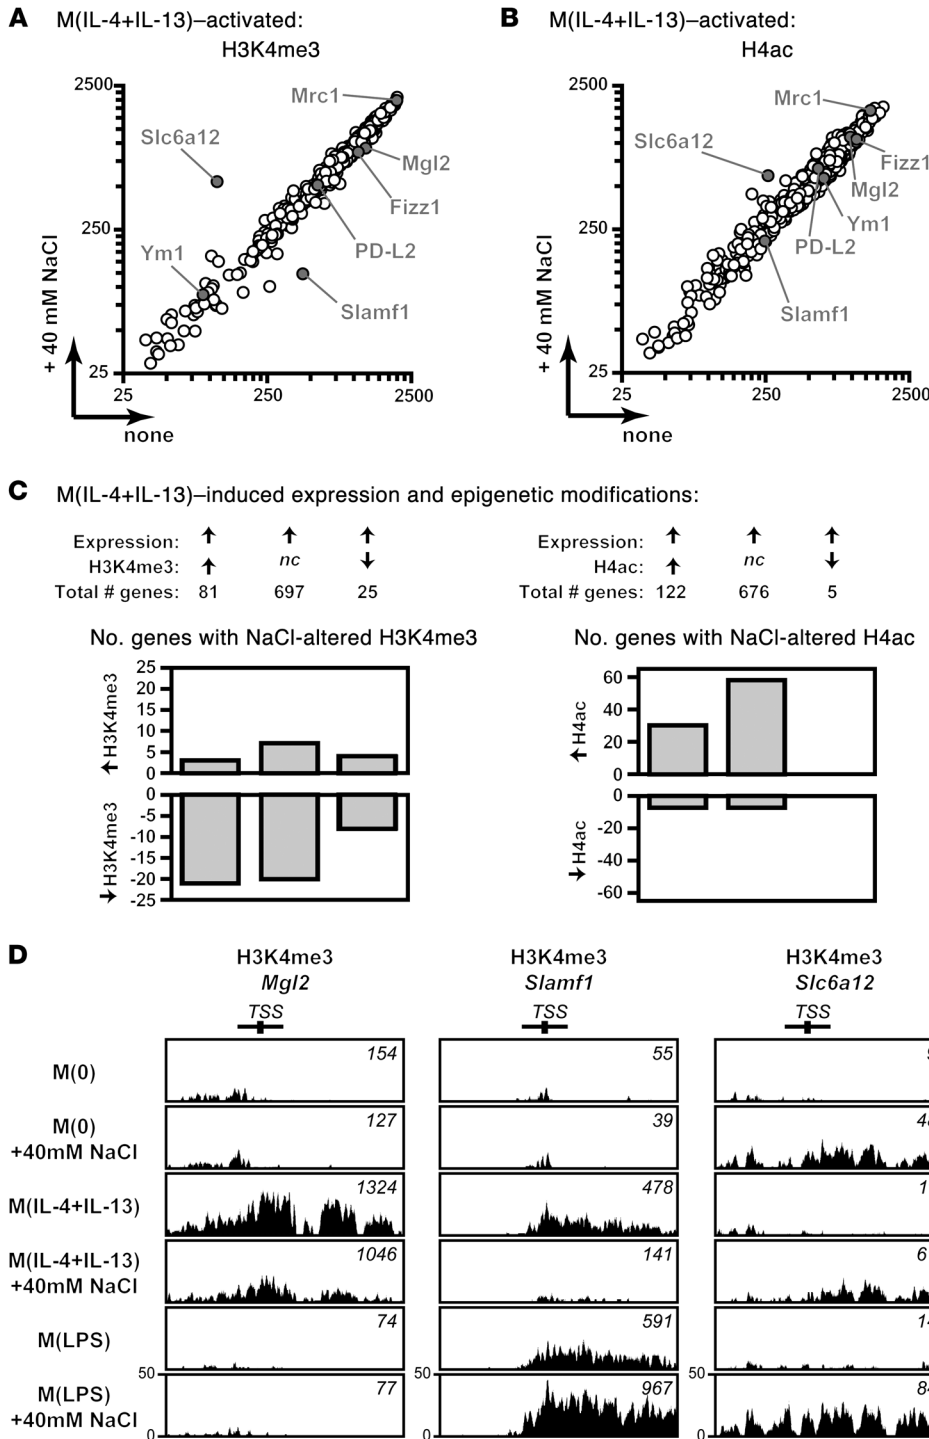 A M(IL-4+IL-13)–activated:
H3K4me3
2500
250
25
25
250
2500
+ 40 mM NaCl
none
Mrc1
Slc6a12
Mgl2
Fizz1
PD-L2
Ym1
Slamf1
B M(IL-4+IL-13)–activated:
H4ac
2500
250
25
25
250
2500
+ 40 mM NaCl
none
Mrc1
Slc6a12
Fizz1
Mgl2
Ym1
PD-L2
Slamf1
C M(IL-4+IL-13)–induced expression and epigenetic modifications:
Expression: ↑ ↑ ↑
H3K4me3: ↑ nc ↓
Total # genes: 81 697 25
No. genes with NaCl-altered H3K4me3
↑H3K4me3
25
20
15
10
5
0
↓H3K4me3
0
-5
-10
-15
-20
-25
Expression: ↑ ↑ ↑
H4ac: ↑ nc ↓
Total # genes: 122 676 5
No. genes with NaCl-altered H4ac
↑H4ac
60
40
20
0
↓H4ac
0
-20
-40
-60
D
H3K4me3 H3K4me3 H3K4me3
Mgl2 Slamf1 Slc6a12
TSS TSS TSS
M(0)
154 55
M(0)
+40mM NaCl
127 39
M(IL-4+IL-13)
1324 478
M(IL-4+IL-13)
+40mM NaCl
1046 141
M(LPS)
74 591
M(LPS)
+40mM NaCl
50 77 50 967 50
0 0 0